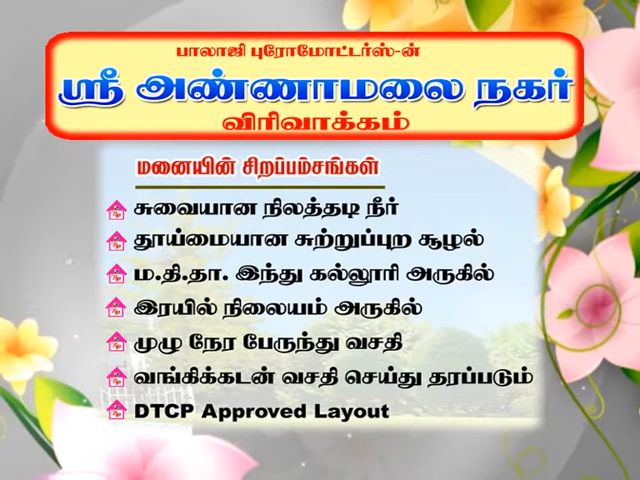 பாலாஜி புரோமோட்டர்ஸ்-ன்
ஸ்ரீ அண்ணாமலை நகர்
விரிவாக்கம்
மனையின் சிறப்பம்சங்கள்
சுவையான நிலத்தடி நீர்
தூய்மையான சுற்றுப்புற சூழல்
ம.தி.தா. இந்து கல்லூரி அருகில்
இரயில் நிலையம் அருகில்
முழு நேர பேருந்து வசதி
வங்கிக்கடன் வசதி செய்து தரப்படும்
DTCP Approved Layout